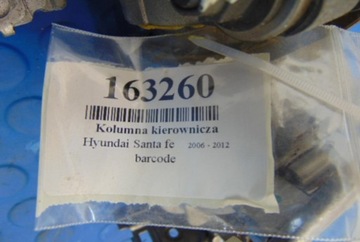 163260
Kolumna kierownicza
Hyundai Santa fe 2006 - 2012
barcode